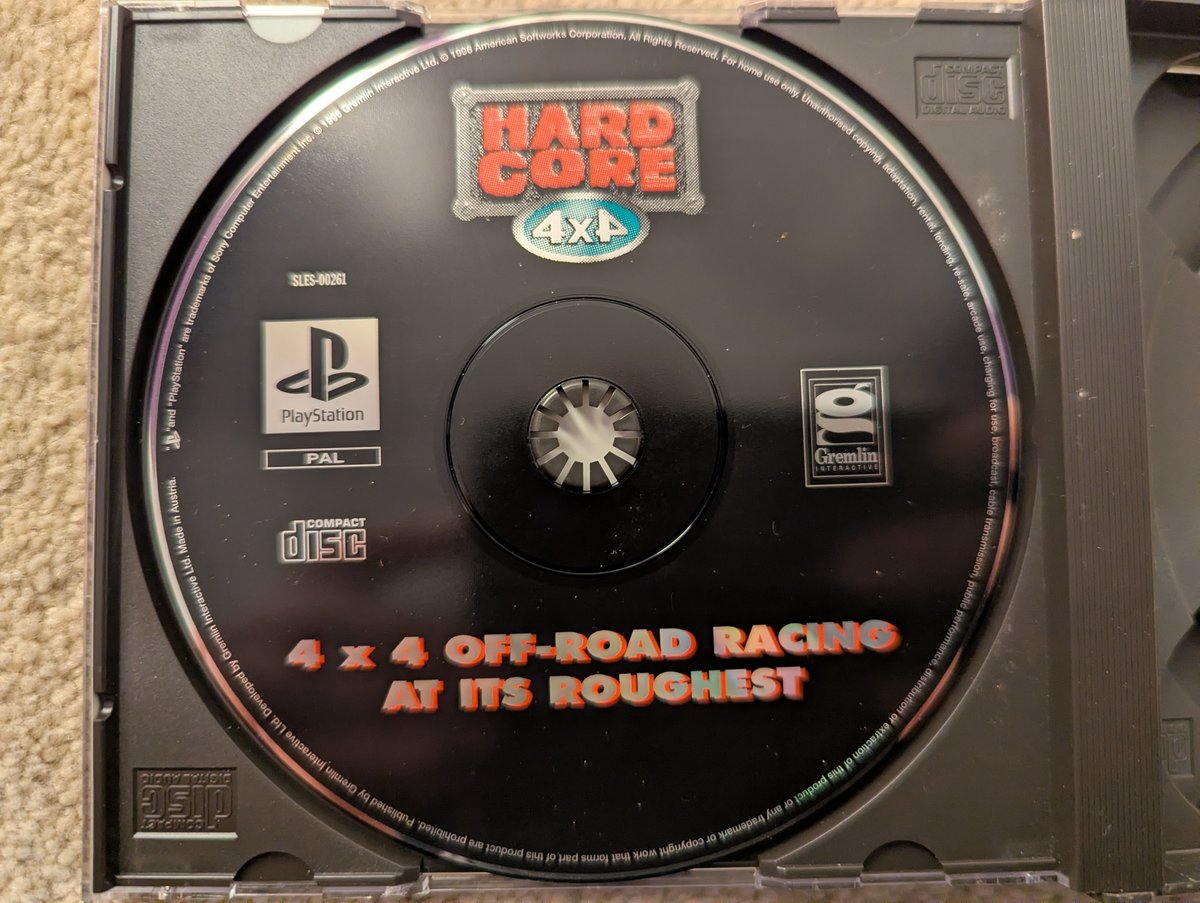 "and "PlayStation" are trademarks of Sony Computer Entertainment Inc. © 1996 Gremlin Interactive Ltd. © 1996 American Softworks Corporation. All Rights Reserved. For home use only. Unauthorised copying, adaptation, rental, lending, re-sale, arcade use, charging for use, broadcast, cable transmission, public performance, distribution or extraction of this product or any trademark or copyright work that forms part of this product are prohibited. Published by Gremlin Interactive Ltd. Developed by Gremlin Interactive Ltd. Made in Austria.
COMPACT
disc
DIGITAL AUDIO
HARD
CORE
4x4
SLES-00261
PlayStation
PAL
g
Gremlin
INTERACTIVE
COMPACT
disc
4 x 4 OFF-ROAD RACING
AT ITS ROUGHEST
COMPACT
disc
DIGITAL AUDIO